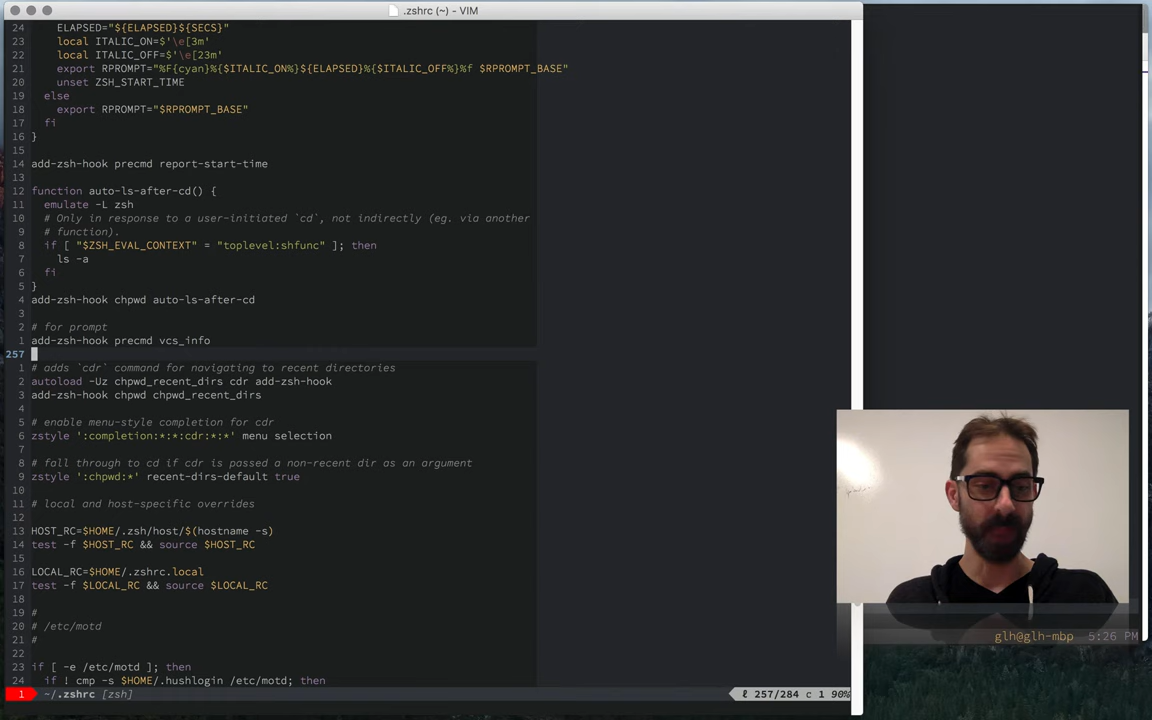 .zshrc (~) - VIM
24 ELAPSED="${ELAPSED}${SECS}"
23 local ITALIC_ON=$'\e[3m'
22 local ITALIC_OFF=$'\e[23m'
21 export RPROMPT="%F{cyan}%{$ITALIC_ON%}${ELAPSED}%{$ITALIC_OFF%}%f $RPROMPT_BASE"
20 unset ZSH_START_TIME
19 else
18 export RPROMPT="$RPROMPT_BASE"
17 fi
16 }
15
14 add-zsh-hook precmd report-start-time
13
12 function auto-ls-after-cd() {
11 emulate -L zsh
10 # Only in response to a user-initiated `cd`, not indirectly (eg. via another
9 # function).
8 if [ "$ZSH_EVAL_CONTEXT" = "toplevel:shfunc" ]; then
7 ls -a
6 fi
5 }
4 add-zsh-hook chpwd auto-ls-after-cd
3
2 # for prompt
1 add-zsh-hook precmd vcs_info
257
1 # adds `cdr` command for navigating to recent directories
2 autoload -Uz chpwd_recent_dirs cdr add-zsh-hook
3 add-zsh-hook chpwd chpwd_recent_dirs
4
5 # enable menu-style completion for cdr
6 zstyle ':completion:*:*:cdr:*:*' menu selection
7
8 # fall through to cd if cdr is passed a non-recent dir as an argument
9 zstyle ':chpwd:*' recent-dirs-default true
10
11 # local and host-specific overrides
12
13 HOST_RC=$HOME/.zsh/host/$(hostname -s)
14 test -f $HOST_RC && source $HOST_RC
15
16 LOCAL_RC=$HOME/.zshrc.local
17 test -f $LOCAL_RC && source $LOCAL_RC
18
19 #
20 # /etc/motd
21 #
22
23 if [ -e /etc/motd ]; then
24 if ! cmp -s $HOME/.hushlogin /etc/motd; then
1 ~/.zshrc [zsh] ℓ 257/284 c 1 90%
glh@glh-mbp 5:26 PM